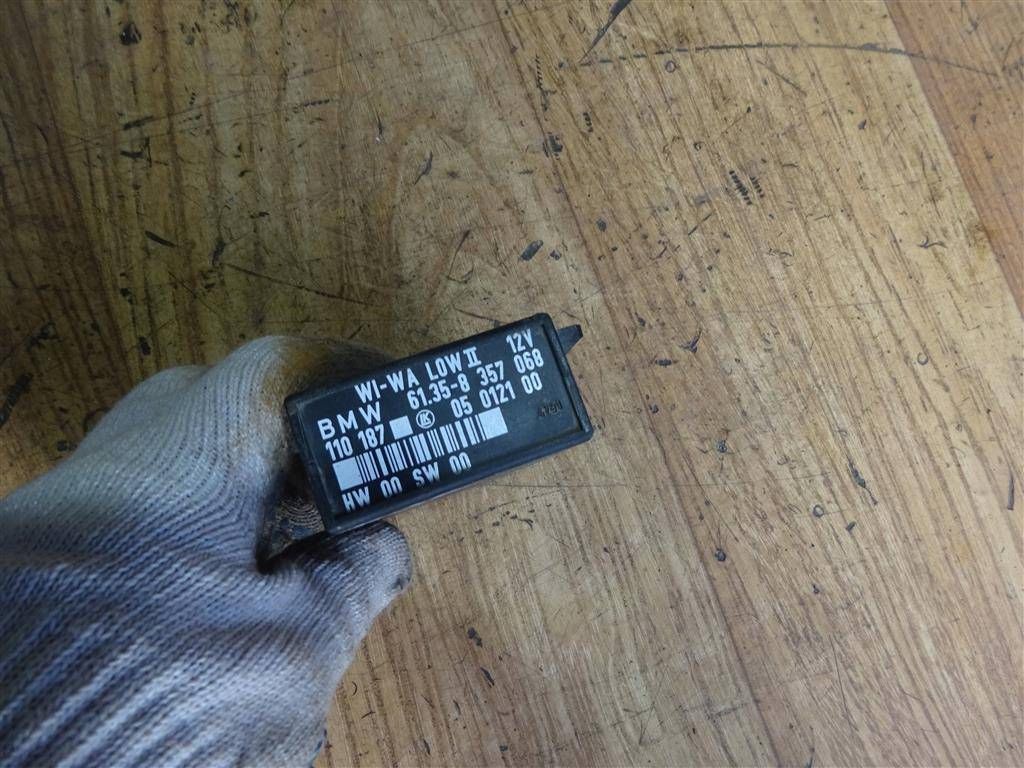 WI-WA LOW II 12V
BMW 61.35-8 357 068
110 187 05 0121 00
HW 00 SW 00